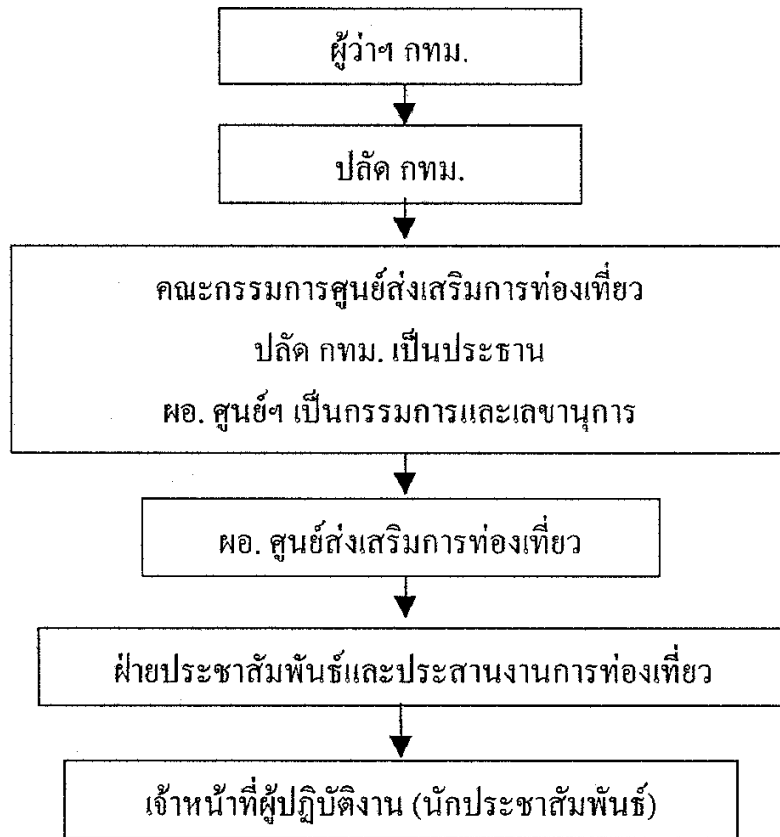 ผู้ว่าฯ กทม.
ปลัด กทม.
คณะกรรมการศูนย์ส่งเสริมการท่องเที่ยว
ปลัด กทม. เป็นประธาน
ผอ. ศูนย์ฯ เป็นกรรมการและเลขานุการ
ผอ. ศูนย์ส่งเสริมการท่องเที่ยว
ฝ่ายประชาสัมพันธ์และประสานงานการท่องเที่ยว
เจ้าหน้าที่ผู้ปฏิบัติงาน (นักประชาสัมพันธ์)